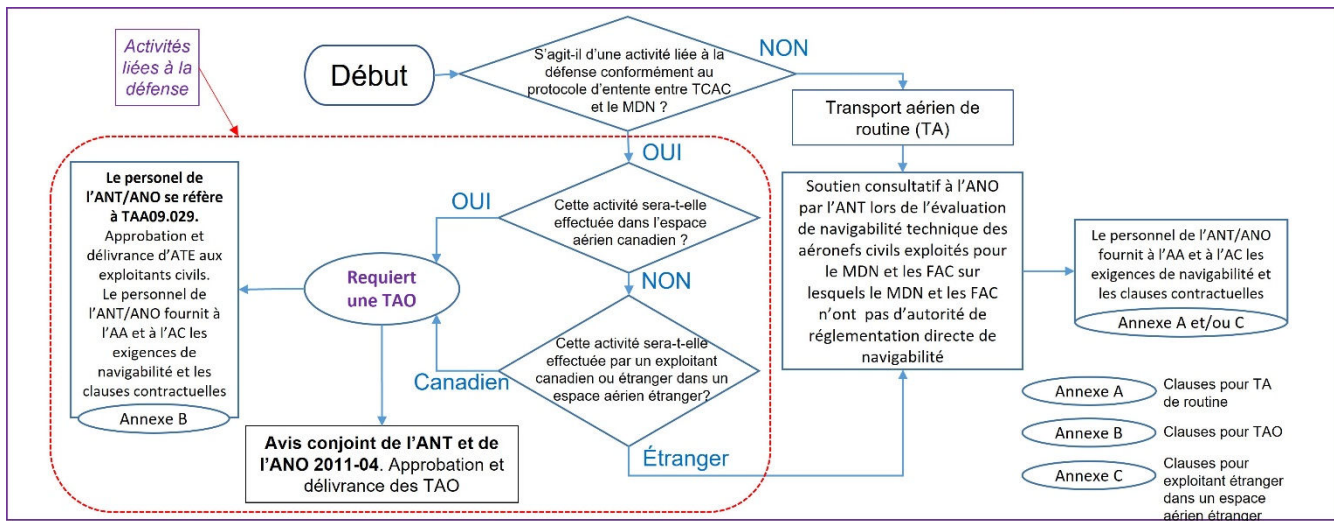 Activités
liées à la
défense
Début
S'agit-il d'une activité liée à la
défense conformément au
protocole d'entente entre TCAC
et le MDN ?
NON
Transport aérien de
routine (TA)
OUI
Le personel de
l'ANT/ANO se réfère
à TAA09.029.
Approbation et
délivrance d'ATE aux
exploitants civils.
Le personnel de
l'ANT/ANO fournit à
l'AA et à l'AC les
exigences de
navigabilité et les
clauses contractuelles
Annexe B
OUI
Cette activité sera-t-elle
effectuée dans l'espace
aérien canadien ?
Requiert
une TAO
NON
Cette activité sera-t-elle
effectuée par un exploitant
canadien ou étranger dans un
espace aérien étranger?
Canadien
Étranger
Avis conjoint de l'ANT et de
l'ANO 2011-04. Approbation et
délivrance des TAO
Soutien consultatif à l'ANO
par l'ANT lors de l'évaluation
de navigabilité technique des
aéronefs civils exploités pour
le MDN et les FAC sur
lesquels le MDN et les FAC
n'ont pas d'autorité de
réglementation directe de
navigabilité
Le personnel de l'ANT/ANO
fournit à l'AA et à l'AC les
exigences de navigabilité et
les clauses contractuelles
Annexe A et/ou C
Annexe A
Clauses pour TA
de routine
Annexe B
Clauses pour TAO
Annexe C
Clauses pour
exploitant étranger
dans un espace
aérien étranger